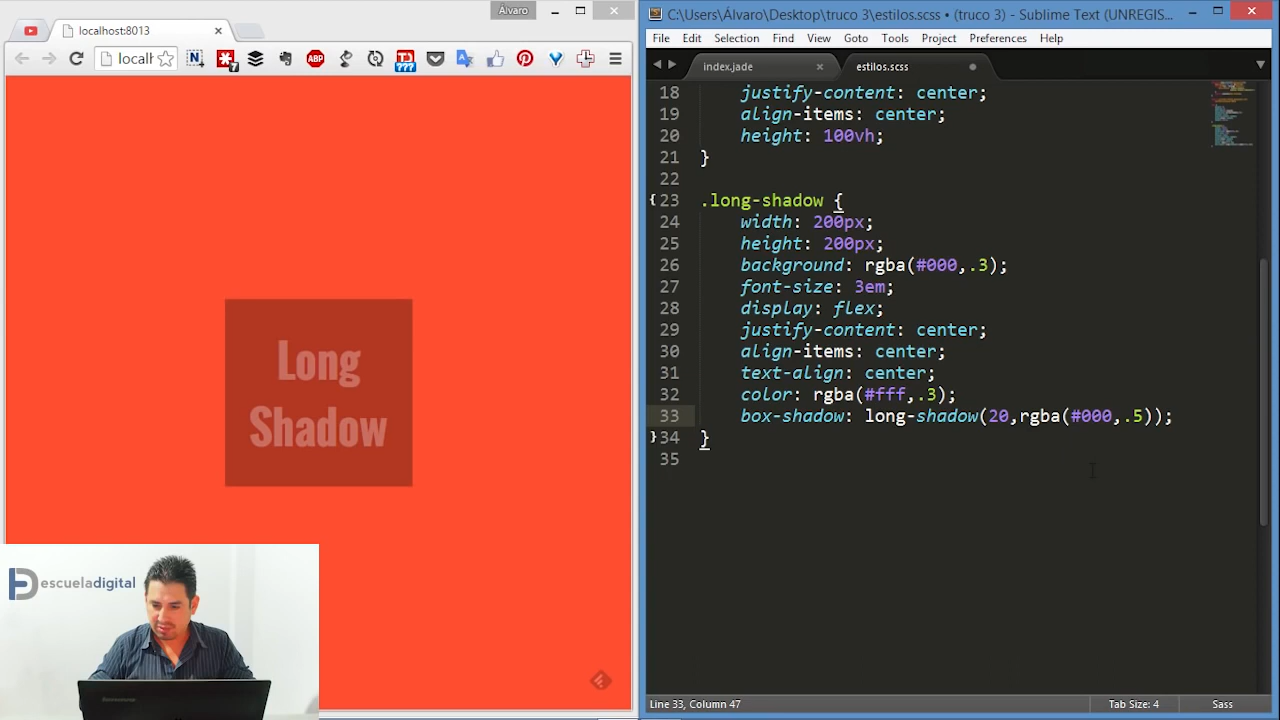 Álvaro
localhost:8013
localh
N
7
ABP
777
Long
Shadow
escueladigital
C:\Users\Álvaro\Desktop\truco 3\estilos.scss • (truco 3) - Sublime Text (UNREGIS...
File Edit Selection Find View Goto Tools Project Preferences Help
index.jade
estilos.scss
18 justify-content: center;
19 align-items: center;
20 height: 100vh;
21 }
22
23 .long-shadow {
24 width: 200px;
25 height: 200px;
26 background: rgba(#000,.3);
27 font-size: 3em;
28 display: flex;
29 justify-content: center;
30 align-items: center;
31 text-align: center;
32 color: rgba(#fff,.3);
33 box-shadow: long-shadow(20,rgba(#000,.5));
34 }
35
Line 33, Column 47
Tab Size: 4
Sass